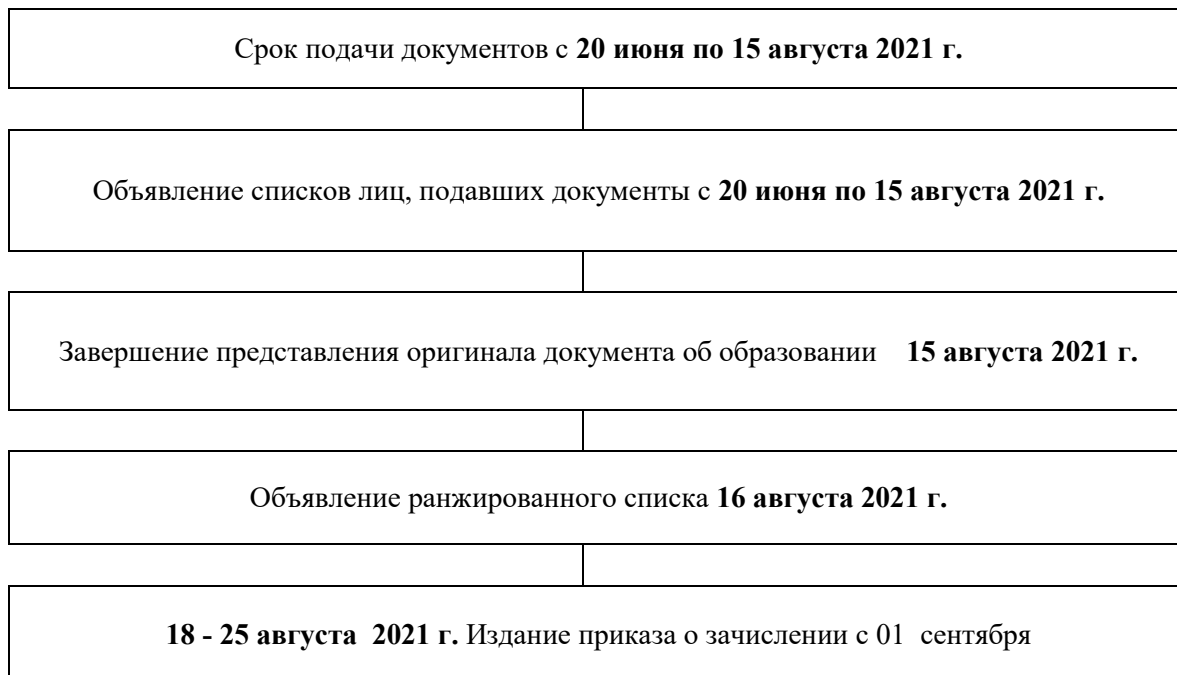 Срок подачи документов с 20 июня по 15 августа 2021 г.
Объявление списков лиц, подавших документы с 20 июня по 15 августа 2021 г.
Завершение представления оригинала документа об образовании 15 августа 2021 г.
Объявление ранжированного списка 16 августа 2021 г.
18 - 25 августа 2021 г. Издание приказа о зачислении с 01 сентября